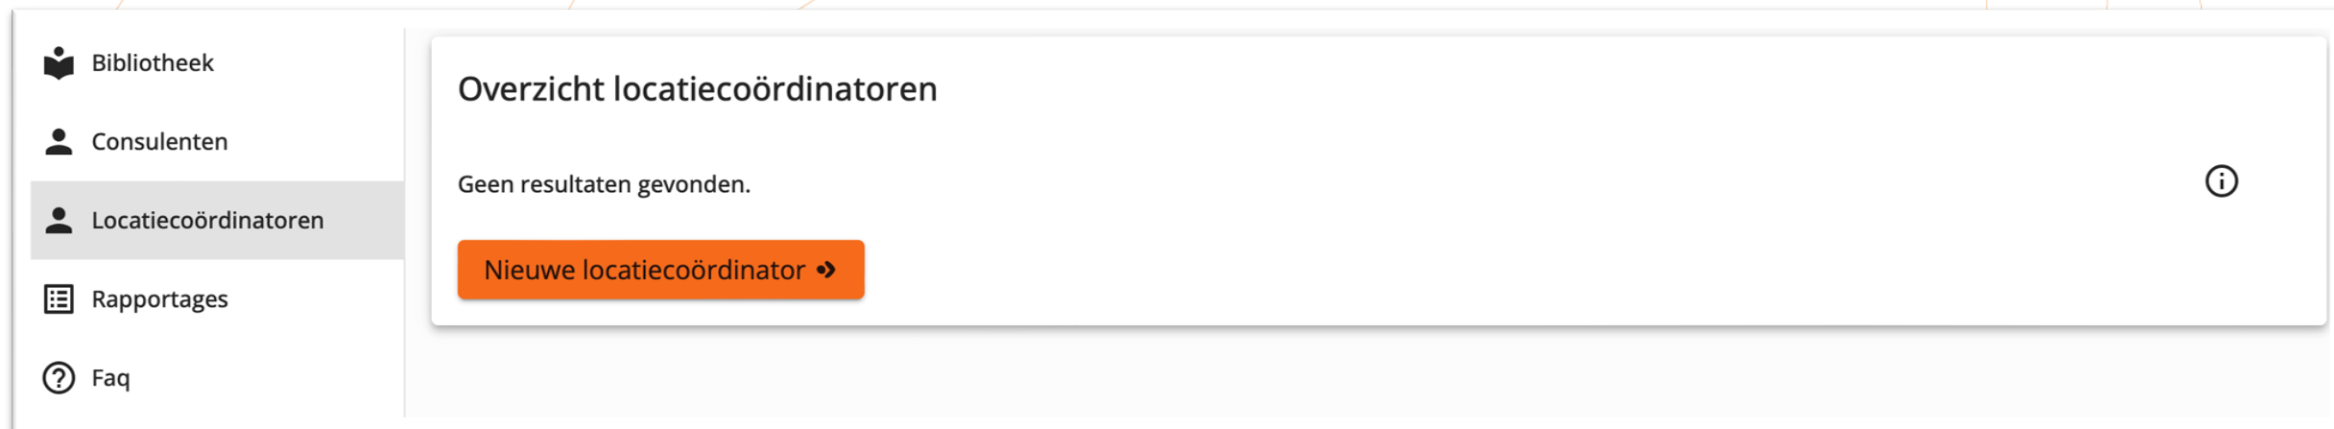 Bibliotheek
Consulenten
Locatiecoördinatoren
Rapportages
Faq
Overzicht locatiecoördinatoren
Geen resultaten gevonden.
Nieuwe locatiecoördinator